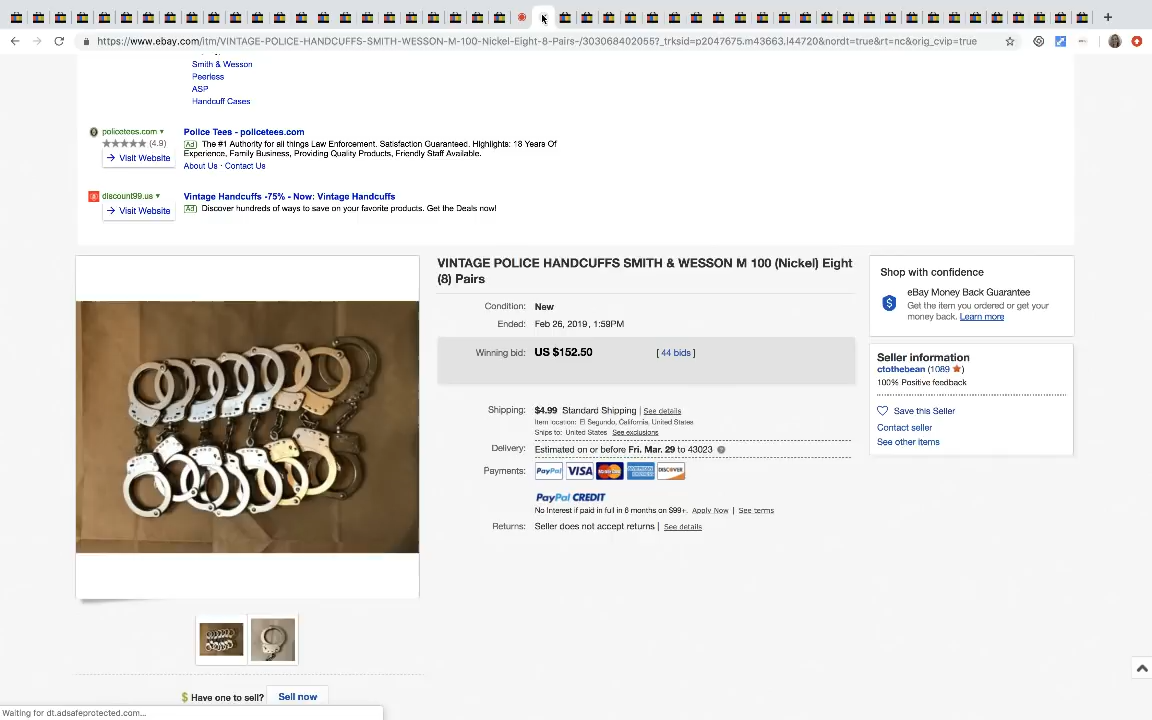 https://www.ebay.com/itm/VINTAGE-POLICE-HANDCUFFS-SMITH-WESSON-M-100-Nickel-Eight-8-Pairs-/303068402055?_trksid=p2047675.m43663.l44720&nordt=true&rt=nc&orig_cvip=true
Smith & Wesson
Peerless
ASP
Handcuff Cases
policetees.com
(4.9)
Visit Website
Police Tees - policetees.com
Ad The #1 Authority for all things Law Enforcement. Satisfaction Guaranteed. Highlights: 18 Years Of
Experience, Family Business, Providing Quality Products, Friendly Staff Available.
About Us · Contact Us
discount99.us
Visit Website
Vintage Handcuffs -75% - Now: Vintage Handcuffs
Ad Discover hundreds of ways to save on your favorite products. Get the Deals now!
VINTAGE POLICE HANDCUFFS SMITH & WESSON M 100 (Nickel) Eight
(8) Pairs
Condition: New
Ended: Feb 26, 2019 , 1:59PM
Winning bid: US $152.50 [ 44 bids ]
Shipping: $4.99 Standard Shipping | See details
Item location: El Segundo, California, United States
Ships to: United States See exclusions
Delivery: Estimated on or before Fri. Mar. 29 to 43023
Payments: PayPal VISA MasterCard AMERICAN EXPRESS DISCOVER
PayPal CREDIT
No Interest if paid in full in 6 months on $99+. Apply Now | See terms
Returns: Seller does not accept returns | See details
Shop with confidence
eBay Money Back Guarantee
Get the item you ordered or get your
money back. Learn more
Seller information
ctothebean (1089)
100% Positive feedback
Save this Seller
Contact seller
See other items
Have one to sell? Sell now
Waiting for dt.adsafeprotected.com...